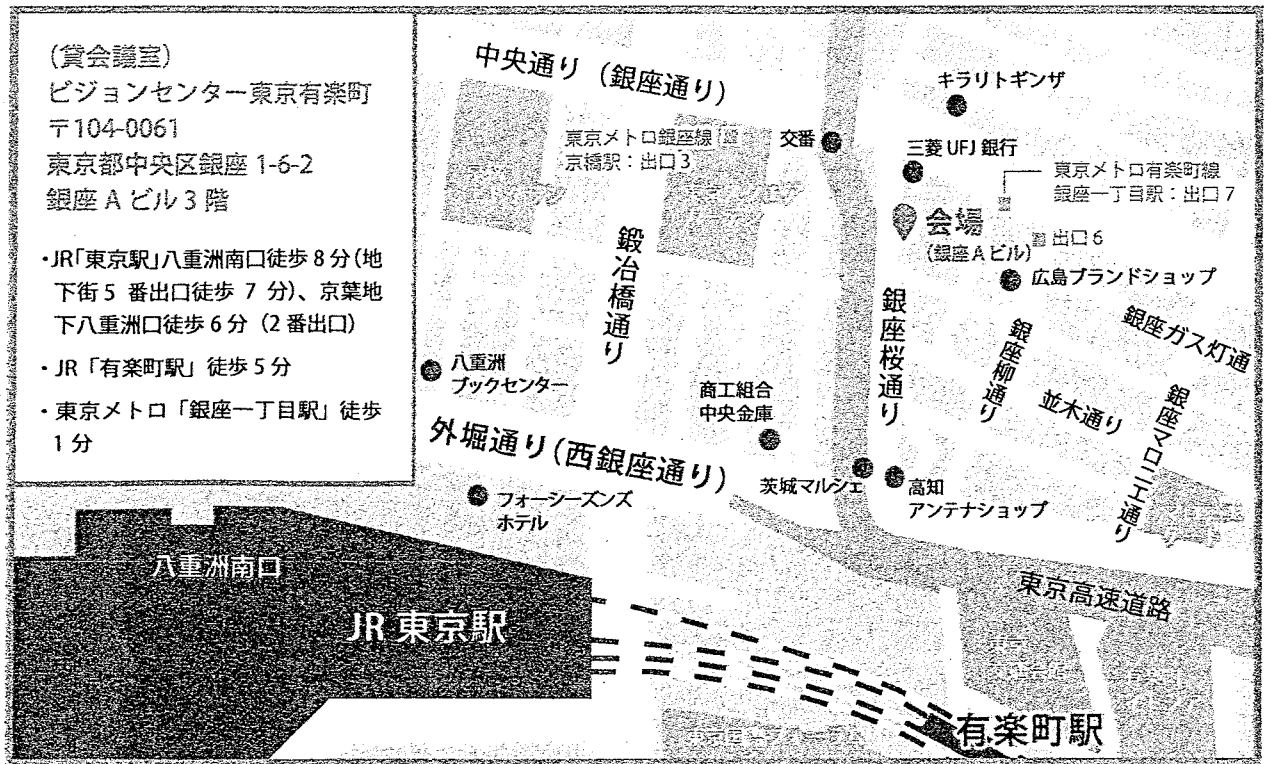 (貸会議室)
ビジョンセンター東京有楽町
〒104-0061
東京都中央区銀座 1-6-2
銀座 A ビル 3 階
・JR「東京駅」八重洲南口徒歩 8 分(地
下街 5 番出口徒歩 7 分)、京葉地
下八重洲口徒歩 6 分 (2 番出口)
・JR「有楽町駅」徒歩 5 分
・東京メトロ「銀座一丁目駅」徒歩
1 分
中央通り (銀座通り)
キラリトギンザ
東京メトロ銀座線
京橋駅:出口 3
交番
三菱 UFJ 銀行
東京メトロ有楽町線
銀座一丁目駅:出口 7
会場
(銀座 A ビル)
出口 6
広島ブランドショップ
鍛冶橋通り
銀座桜通り
銀座柳通り
銀座ガス灯通
並木通り
銀座マロニエ通り
八重洲
ブックセンター
商工組合
中央金庫
外堀通り (西銀座通り)
茨城マルシェ
高知
アンテナショップ
フォーシーズンズ
ホテル
八重洲南口
JR 東京駅
東京高速道路
有楽町駅